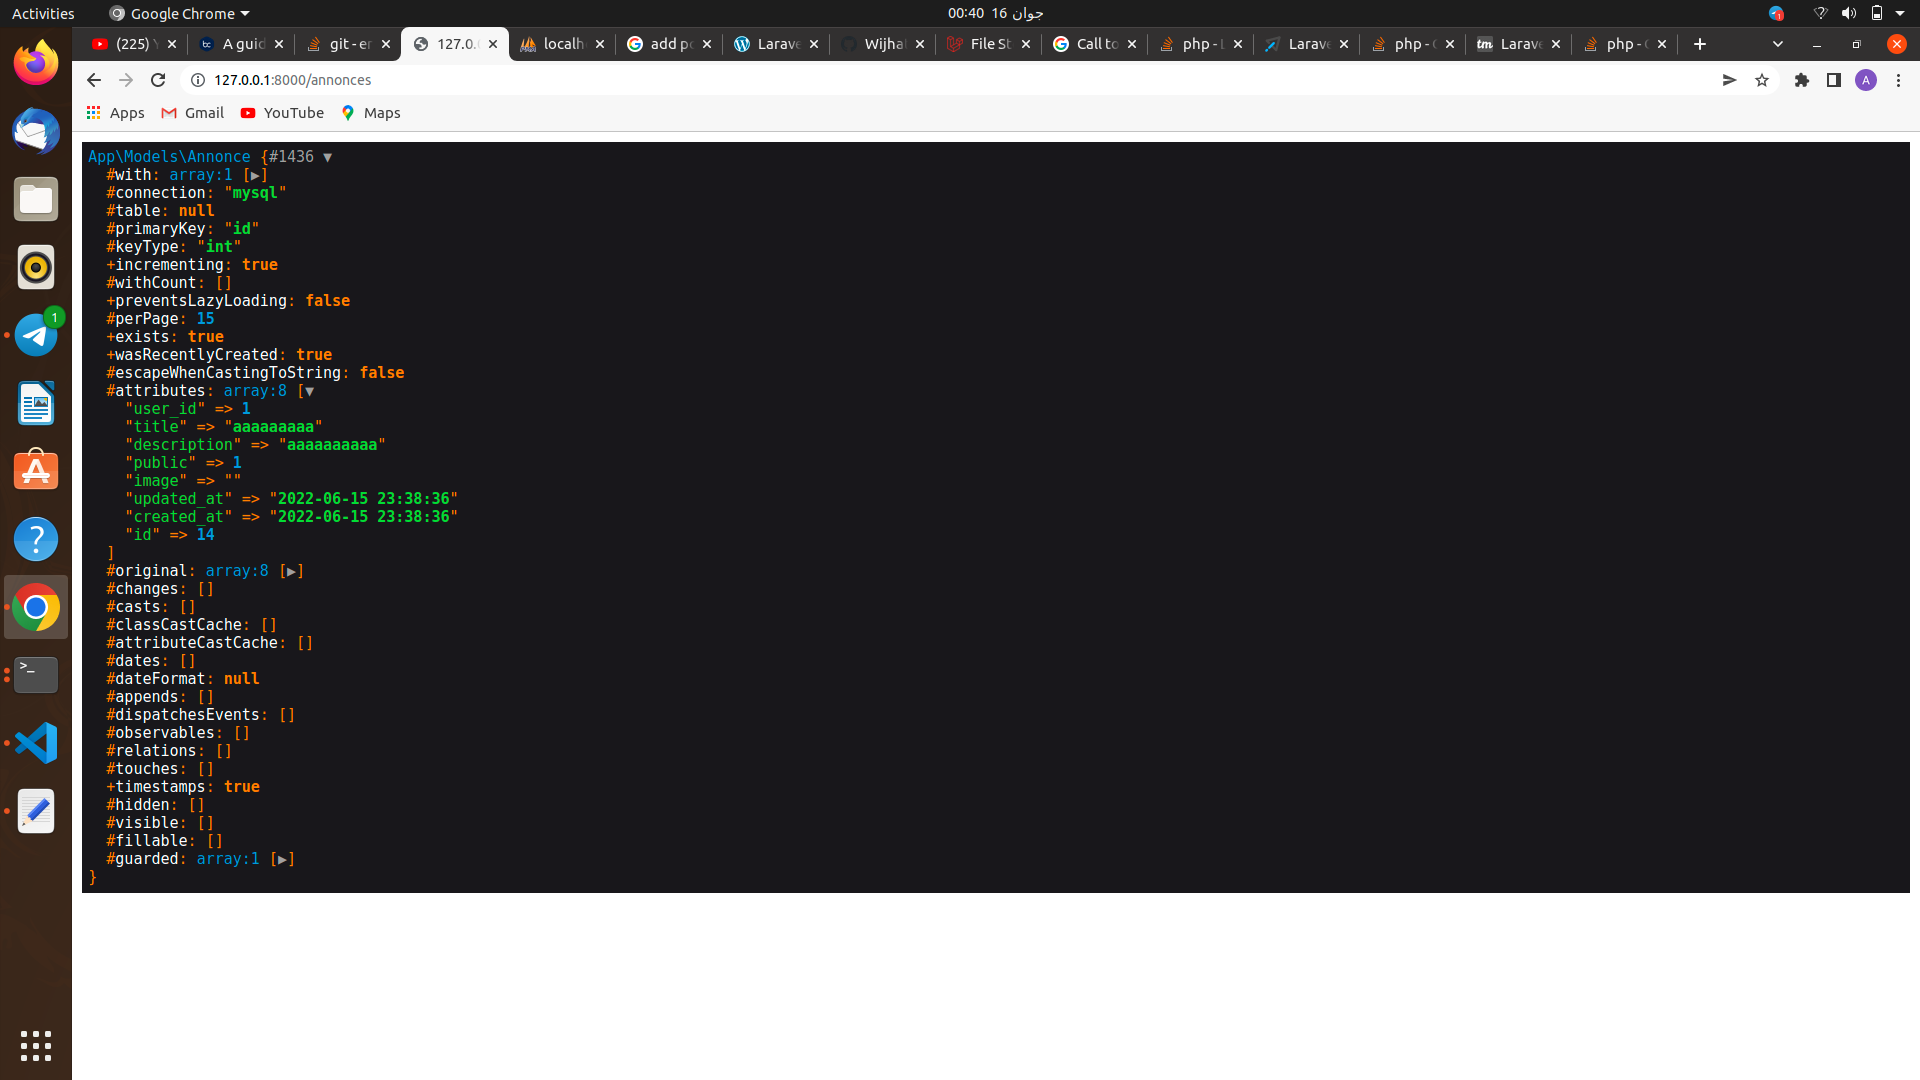 Activities
Google Chrome
00:40 16 جوان
1
(225)
A guid
git - er
127.0.
localh
add po
Larave
Wijha
File St
Call to
php - L
Larave
php -
Larave
php -
127.0.0.1:8000/annonces
A
Apps
Gmail
YouTube
Maps
App\Models\Annonce {#1436 ▼
#with: array:1 [▶]
#connection: "mysql"
#table: null
#primaryKey: "id"
#keyType: "int"
+incrementing: true
#withCount: []
+preventsLazyLoading: false
#perPage: 15
+exists: true
+wasRecentlyCreated: true
#escapeWhenCastingToString: false
#attributes: array:8 [▼
"user_id" => 1
"title" => "aaaaaaaaa"
"description" => "aaaaaaaaaa"
"public" => 1
"image" => ""
"updated_at" => "2022-06-15 23:38:36"
"created_at" => "2022-06-15 23:38:36"
"id" => 14
]
#original: array:8 [▶]
#changes: []
#casts: []
#classCastCache: []
#attributeCastCache: []
#dates: []
#dateFormat: null
#appends: []
#dispatchesEvents: []
#observables: []
#relations: []
#touches: []
+timestamps: true
#hidden: []
#visible: []
#fillable: []
#guarded: array:1 [▶]
}